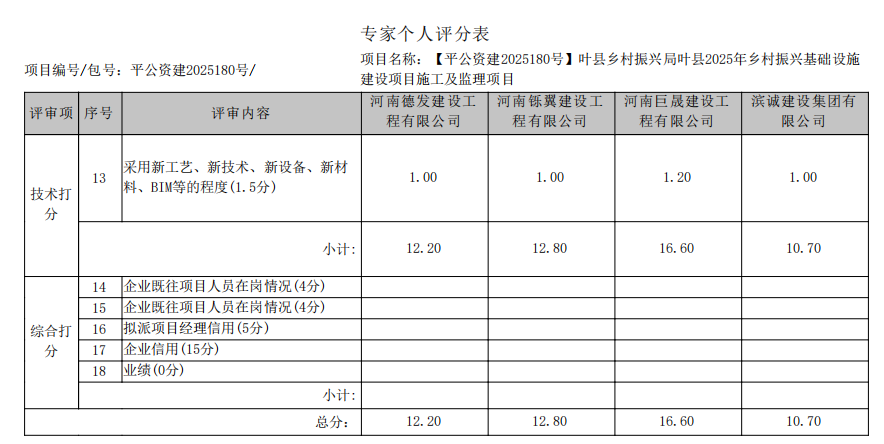 专家个人评分表
项目编号/包号：平公资建2025180号/
项目名称：【平公资建2025180号】叶县乡村振兴局叶县2025年乡村振兴基础设施
建设项目施工及监理项目
评审项 序号 评审内容 河南德发建设工程有限公司 河南铄翼建设工程有限公司 河南巨晟建设工程有限公司 滨诚建设集团有限公司
技术打分
13 采用新工艺、新技术、新设备、新材料、BIM等的程度(1.5分) 1.00 1.00 1.20 1.00
小计: 12.20 12.80 16.60 10.70
综合打分
14 企业既往项目人员在岗情况(4分)
15 企业既往项目人员在岗情况(4分)
16 拟派项目经理信用(5分)
17 企业信用(15分)
18 业绩(0分)
小计:
总分： 12.20 12.80 16.60 10.70